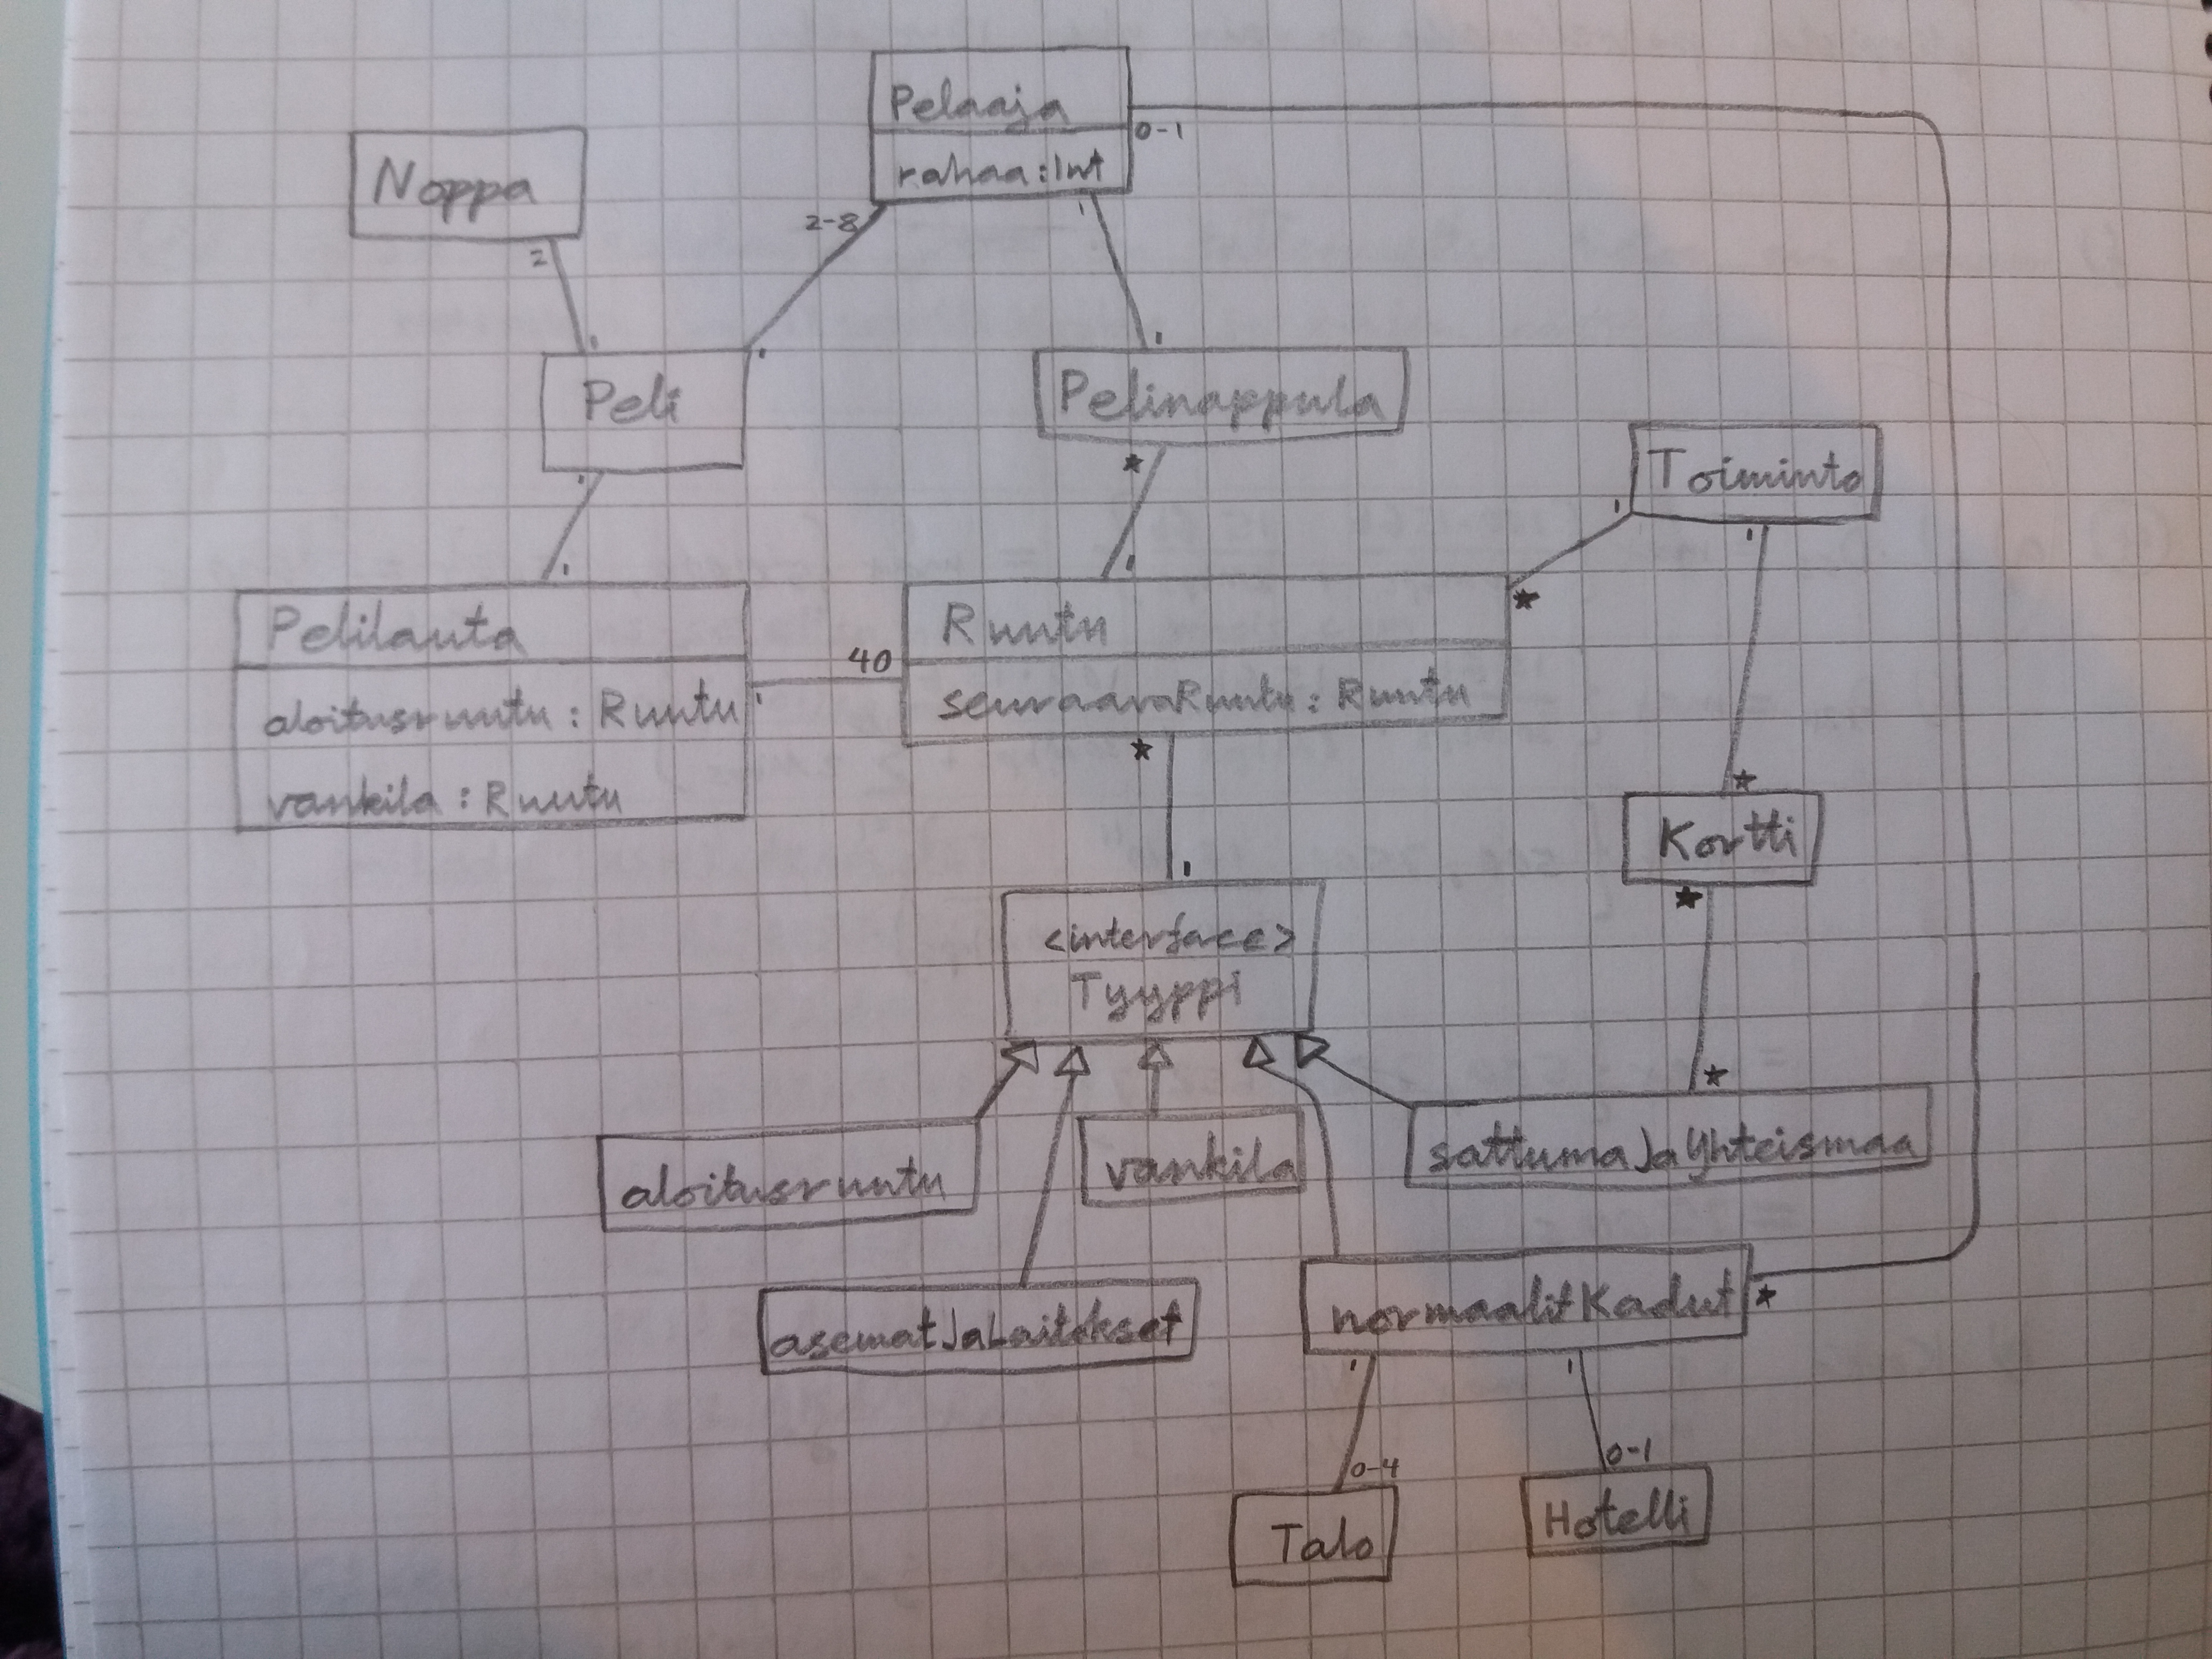 Pelaaja
rahaa:Int
0-1
Noppa
2-8
1
2
1
1
1
Peli
Pelinappula
Toiminto
1
*
1
1
1
1
*
Pelilauta
aloitusruutu : Ruutu
vankila : Ruutu
1
40
Ruutu
seuraavaRuutu : Ruutu
*
*
Kortti
*
1
<interface>
Tyyppi
*
aloitusruutu
vankila
sattumaJaYhteismaa
asematJaLaitokset
normaalitKadut
*
1
1
0-4
0-1
Talo
Hotelli